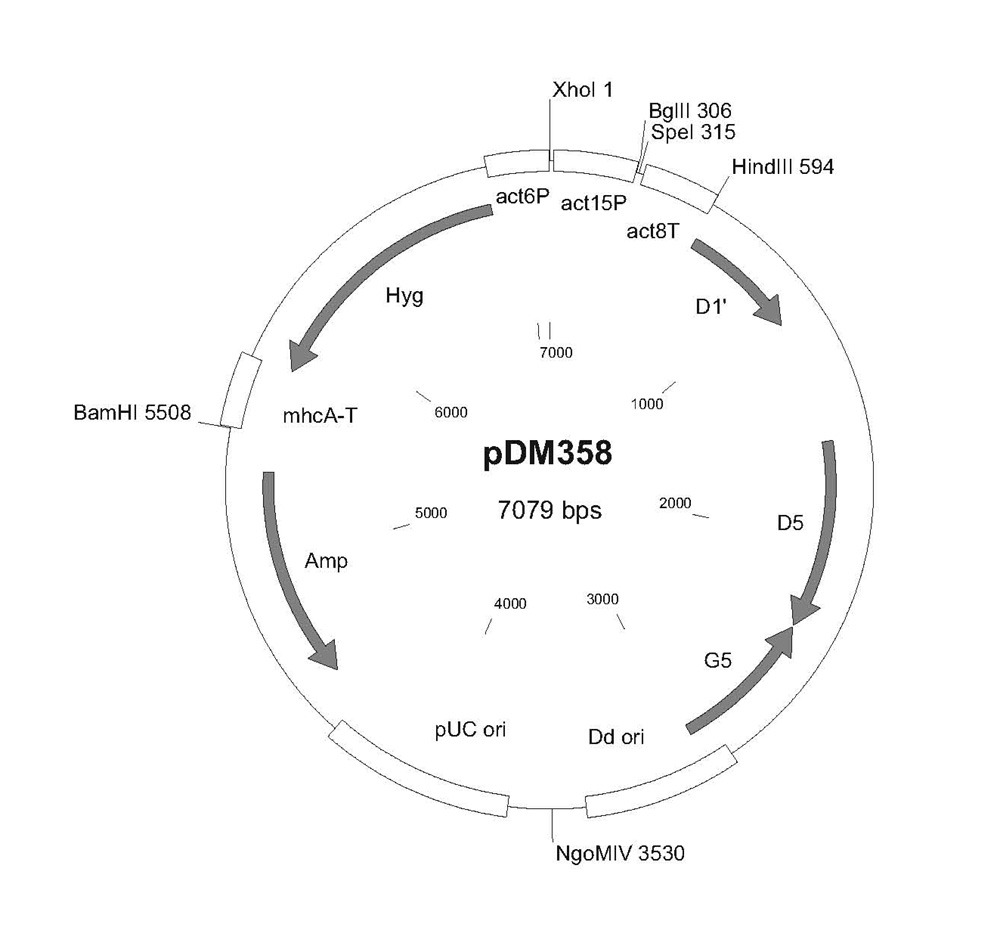 XhoI 1
BglII 306
SpeI 315
HindIII 594
act6P
act15P
act8T
Hyg
D1'
7000
1000
6000
BamHI 5508
mhcA-T
pDM358
7079 bps
2000
5000
D5
Amp
4000
3000
G5
pUC ori
Dd ori
NgoMIV 3530